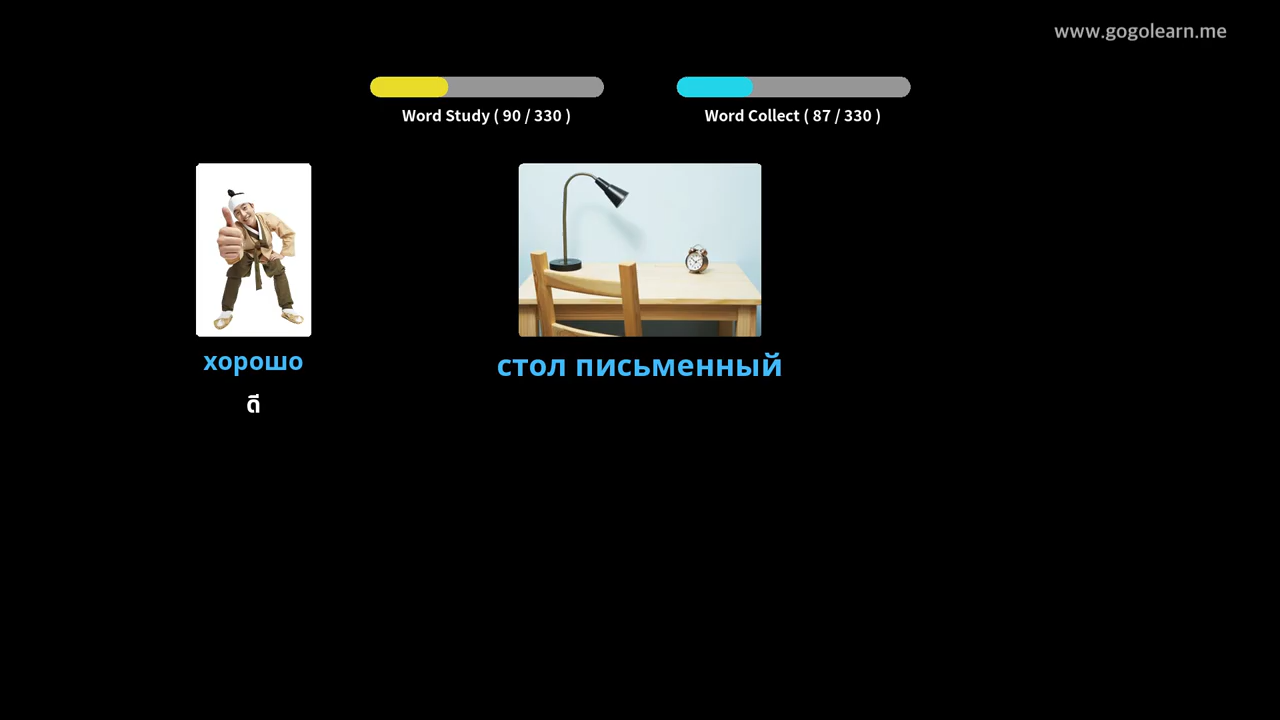 www.gogolearn.me
Word Study ( 90 / 330 )
Word Collect ( 87 / 330 )
хорошо
стол письменный
ดี